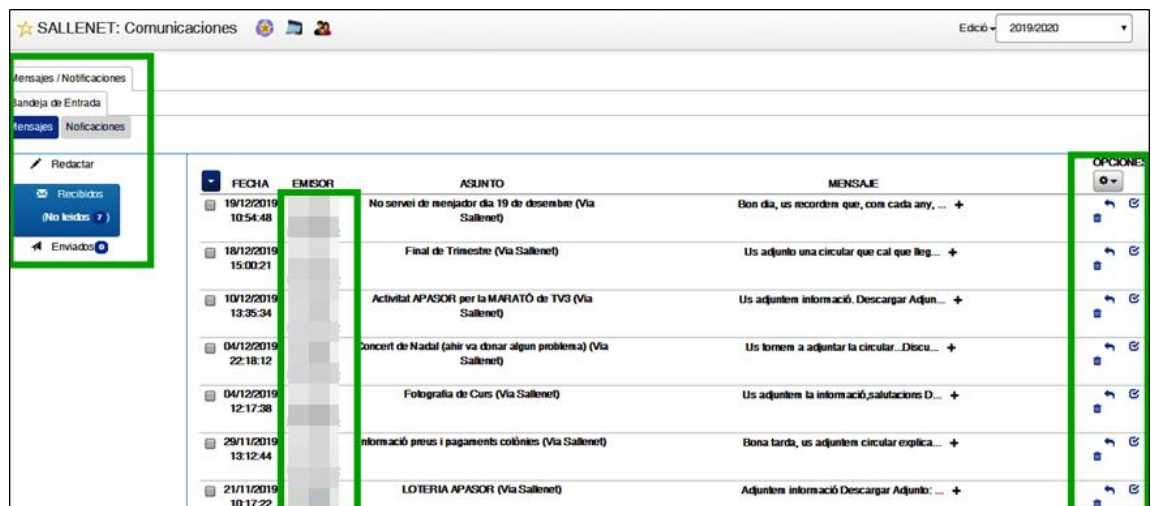 SALLENET: Comunicaciones
Edició
2019/2020
Mensajes / Notificaciones
Bandeja de Entrada
Mensajes Noficaciones
Redactar
Recibidos
(No leidos 7 )
Enviados 0
OPCIONES
FECHA EMISOR ASUNTO MENSAJE
19/12/2019 No servei de menjador dia 19 de desembre (Via Bon dia, us recordem que, com cada any, ... +
10:54:48 Sallenet)
18/12/2019 Final de Trimestre (Via Sallenet) Us adjunto una circular que cal que lleg... +
15:00:21
10/12/2019 Activitat APASOR per la MARATÓ de TV3 (Via Us adjuntem informació. Descargar Adjun... +
13:35:34 Sallenet)
04/12/2019 Concert de Nadal (ahir va donar algun problema) (Via Us tornem a adjuntar la circular...Discu... +
22:18:12 Sallenet)
04/12/2019 Fotografia de Curs (Via Sallenet) Us adjuntem la informació,salutacions D... +
12:17:38
29/11/2019 Informació preus i pagaments colònies (Via Sallenet) Bona tarda, us adjuntem circular explica... +
13:12:44
21/11/2019 LOTERIA APASOR (Via Sallenet) Adjuntem informació Descargar Adjunto: ... +
10:17:22